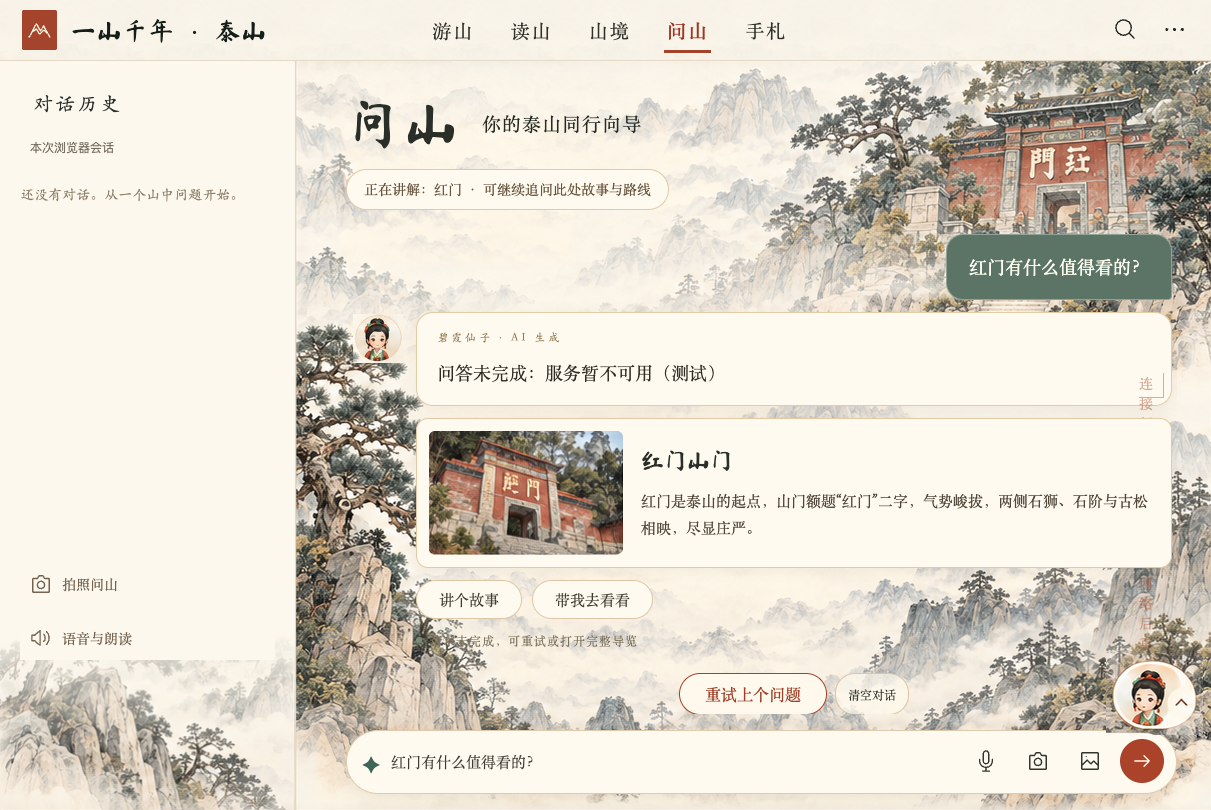 一山千年 · 泰山
游山
读山
山境
问山
手札
对话历史
本次浏览器会话
还没有对话。从一个山中问题开始。
拍照问山
语音与朗读
问山
你的泰山同行向导
正在讲解：红门 · 可继续追问此处故事与路线
門 红
红门有什么值得看的？
碧霞仙子 · AI 生成
问答未完成：服务暂不可用（测试）
连接
红门山门
红门是泰山的起点，山门额题“红门”二字，气势峻拔，两侧石狮、石阶与古松
相映，尽显庄严。
讲个故事
带我去看看
未完成，可重试或打开完整导览
后
重试上个问题
清空对话
红门有什么值得看的？